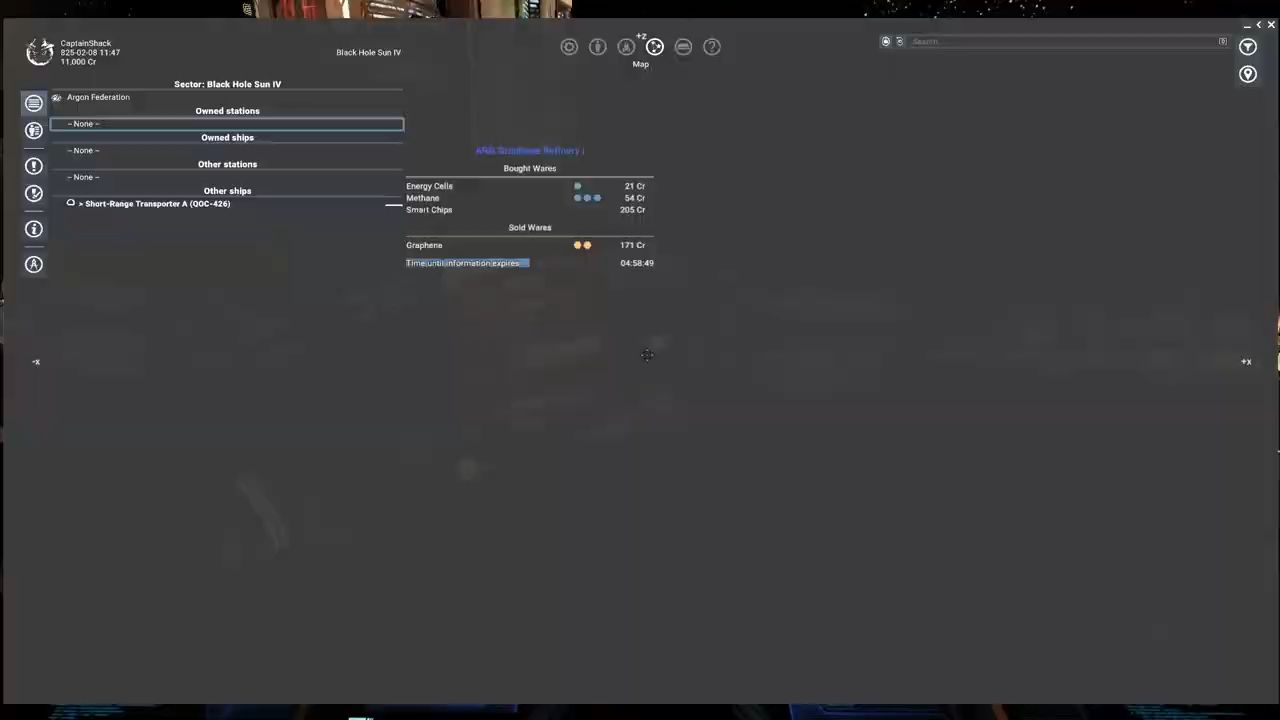 CaptainShack
825-02-08 11:47
11,000 Cr
Black Hole Sun IV
+Z
Map
Search
Sector: Black Hole Sun IV
Argon Federation
Owned stations
-- None --
Owned ships
-- None --
Other stations
-- None --
Other ships
> Short-Range Transporter A (QOC-426)
ARG Graphene Refinery I
Bought Wares
Energy Cells 21 Cr
Methane 54 Cr
Smart Chips 205 Cr
Sold Wares
Graphene 171 Cr
Time until information expires 04:58:49
-X
+X